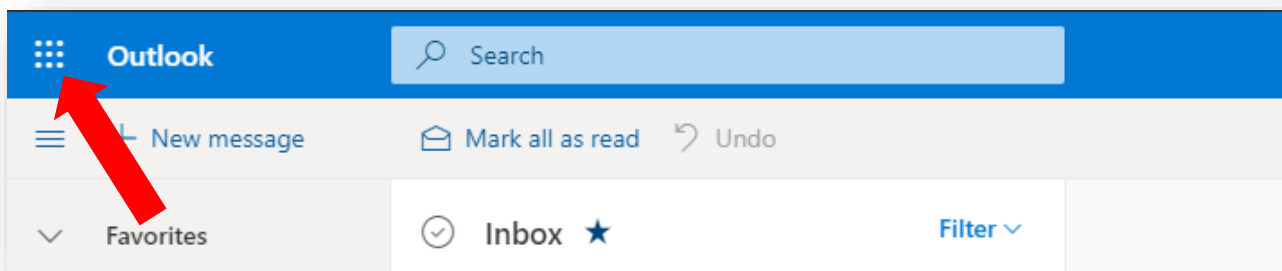 Outlook Search
New message Mark all as read Undo
Favorites Inbox Filter